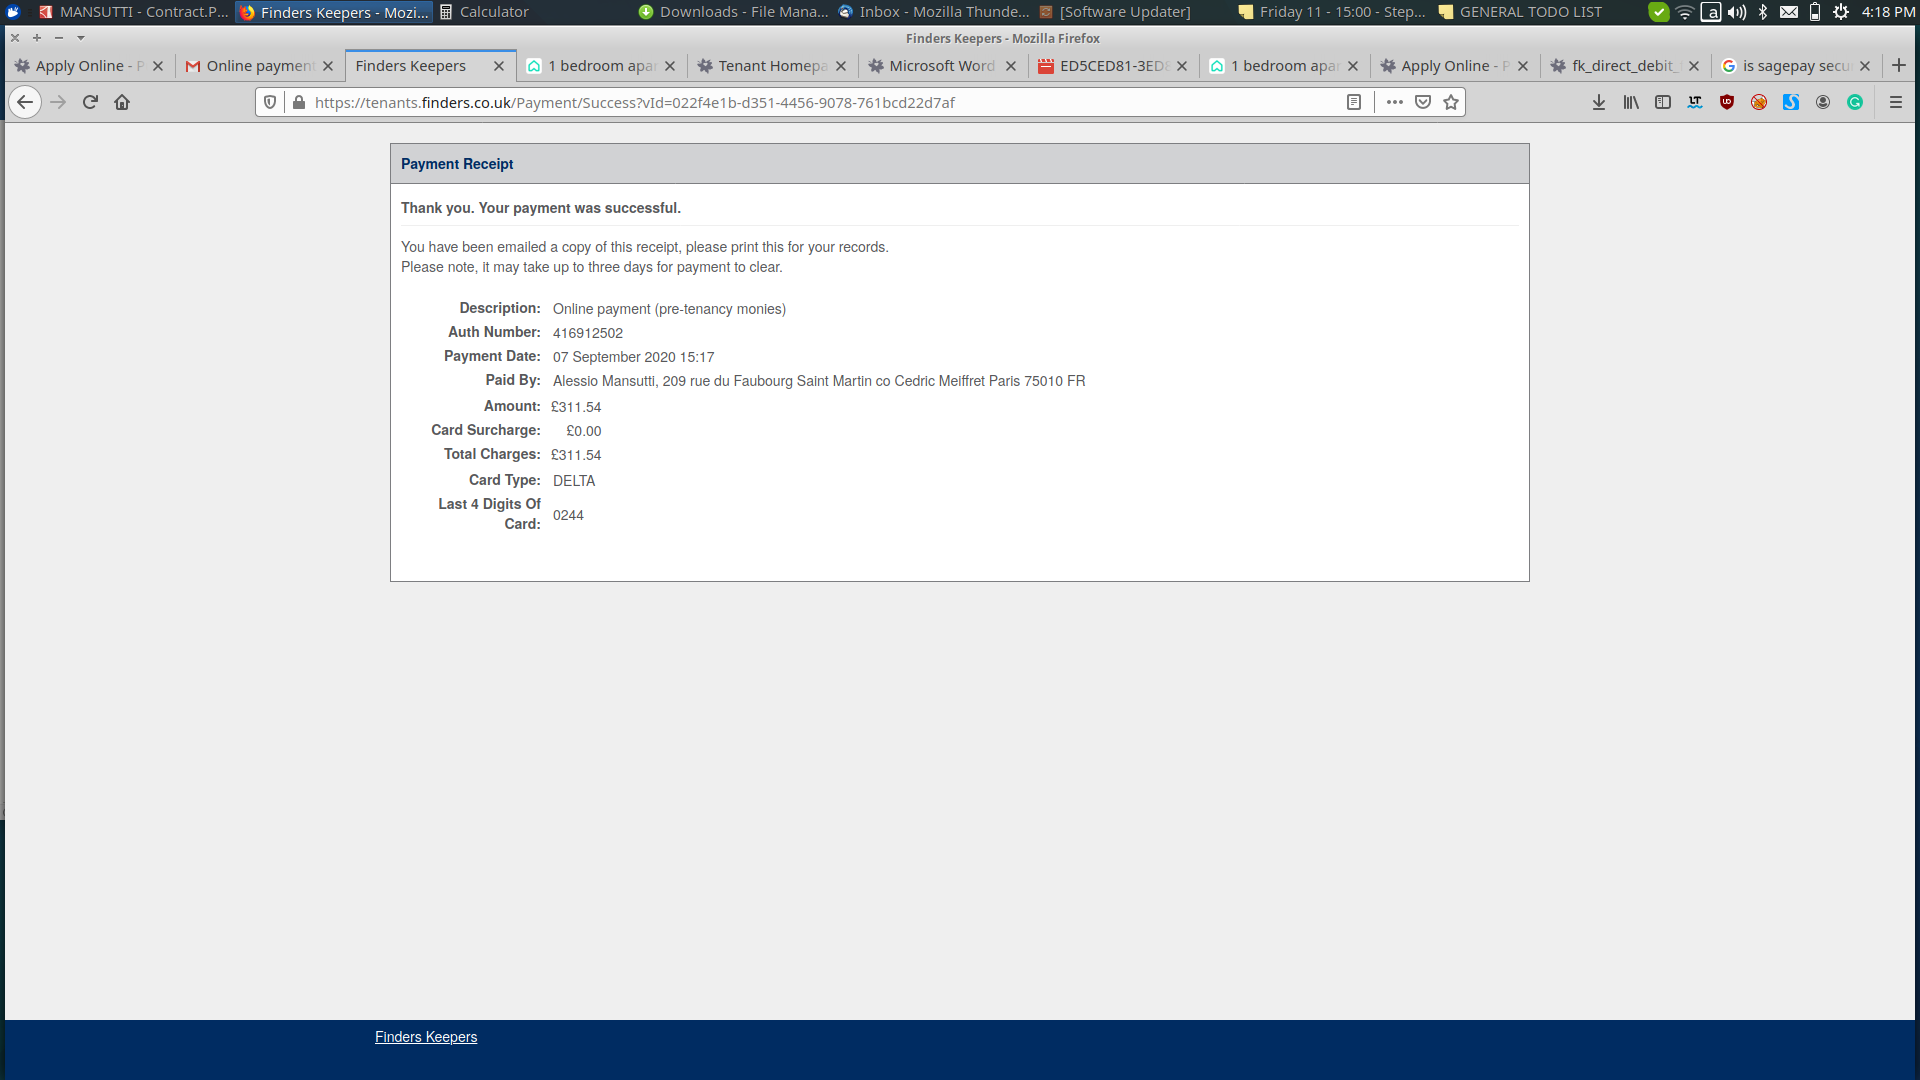 MANSUTTI - Contract.P... Finders Keepers - Mozi... Calculator Downloads - File Mana... Inbox - Mozilla Thunde... [Software Updater] Friday 11 - 15:00 - Step... GENERAL TODO LIST a 4:18 PM
Finders Keepers - Mozilla Firefox
Apply Online - P Online payment Finders Keepers 1 bedroom apar Tenant Homepa Microsoft Word ED5CED81-3ED8 1 bedroom apar Apply Online - P fk_direct_debit_ is sagepay secu
https://tenants.finders.co.uk/Payment/Success?vId=022f4e1b-d351-4456-9078-761bcd22d7af
Payment Receipt
Thank you. Your payment was successful.
You have been emailed a copy of this receipt, please print this for your records.
Please note, it may take up to three days for payment to clear.
Description: Online payment (pre-tenancy monies)
Auth Number: 416912502
Payment Date: 07 September 2020 15:17
Paid By: Alessio Mansutti, 209 rue du Faubourg Saint Martin co Cedric Meiffret Paris 75010 FR
Amount: £311.54
Card Surcharge: £0.00
Total Charges: £311.54
Card Type: DELTA
Last 4 Digits Of
Card: 0244
Finders Keepers